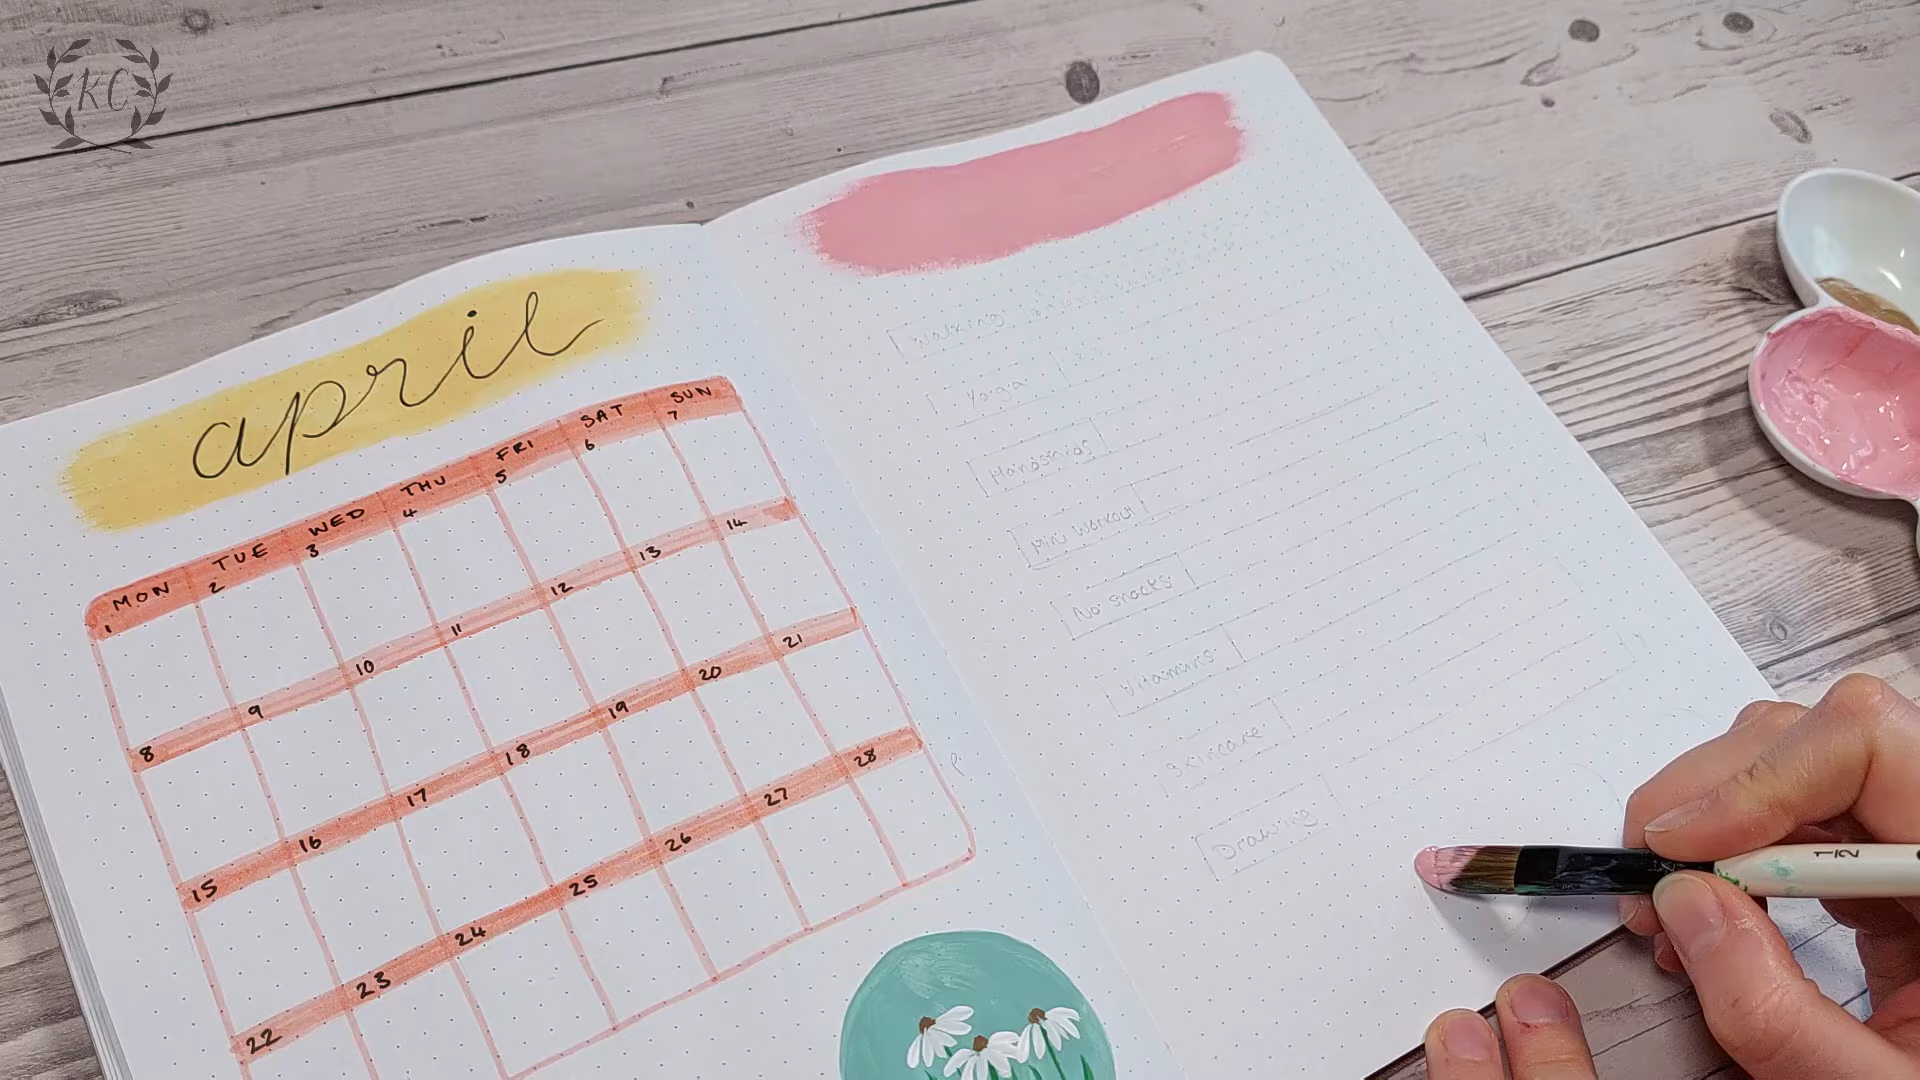 KC
april
MON TUE WED THU FRI SAT SUN
1 2 3 4 5 6 7
8 9 10 11 12 13 14
15 16 17 18 19 20 21
22 23 24 25 26 27 28
Walking
Yoga
Handstands
Mini workout
No snacks
Vitamins
Skincare
Drawing
P
1/2